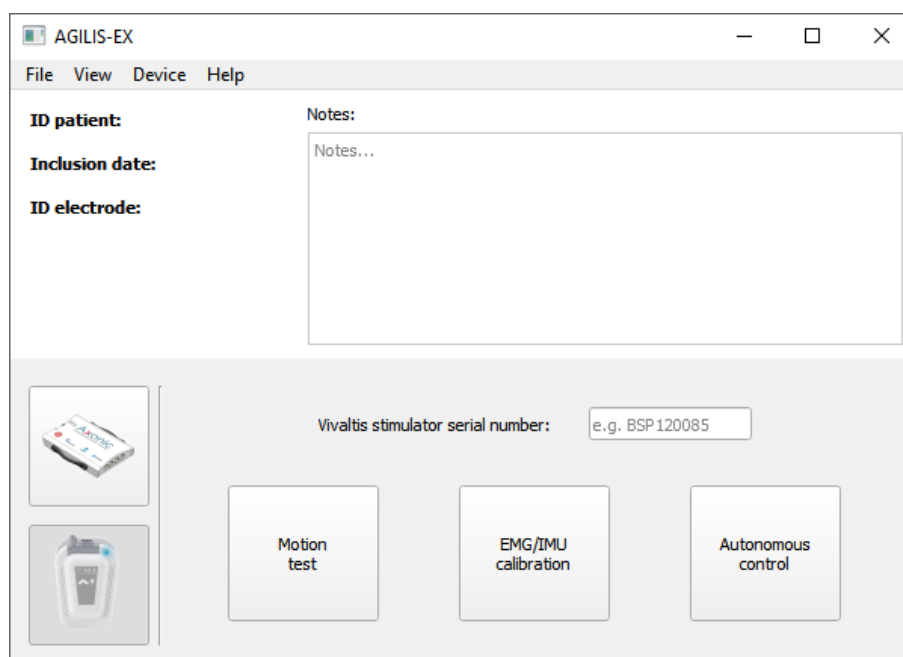 AGILIS-EX
File View Device Help
ID patient:
Notes:
Notes...
Inclusion date:
ID electrode:
Axonic
Vivaltis stimulator serial number:
e.g. BSP120085
Motion
test
EMG/IMU
calibration
Autonomous
control